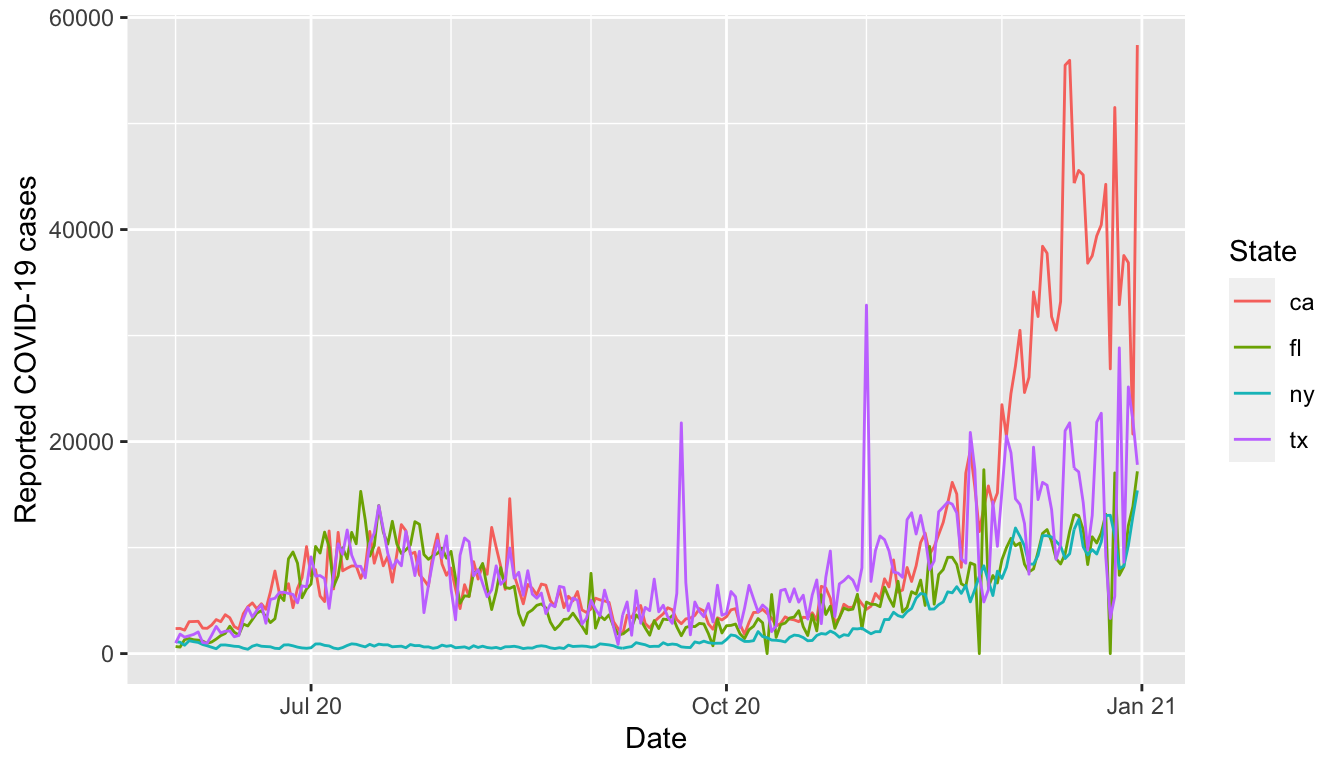 Reported COVID-19 cases
60000
40000
20000
0
Jul 20
Oct 20
Jan 21
Date
State
ca
fl
ny
tx